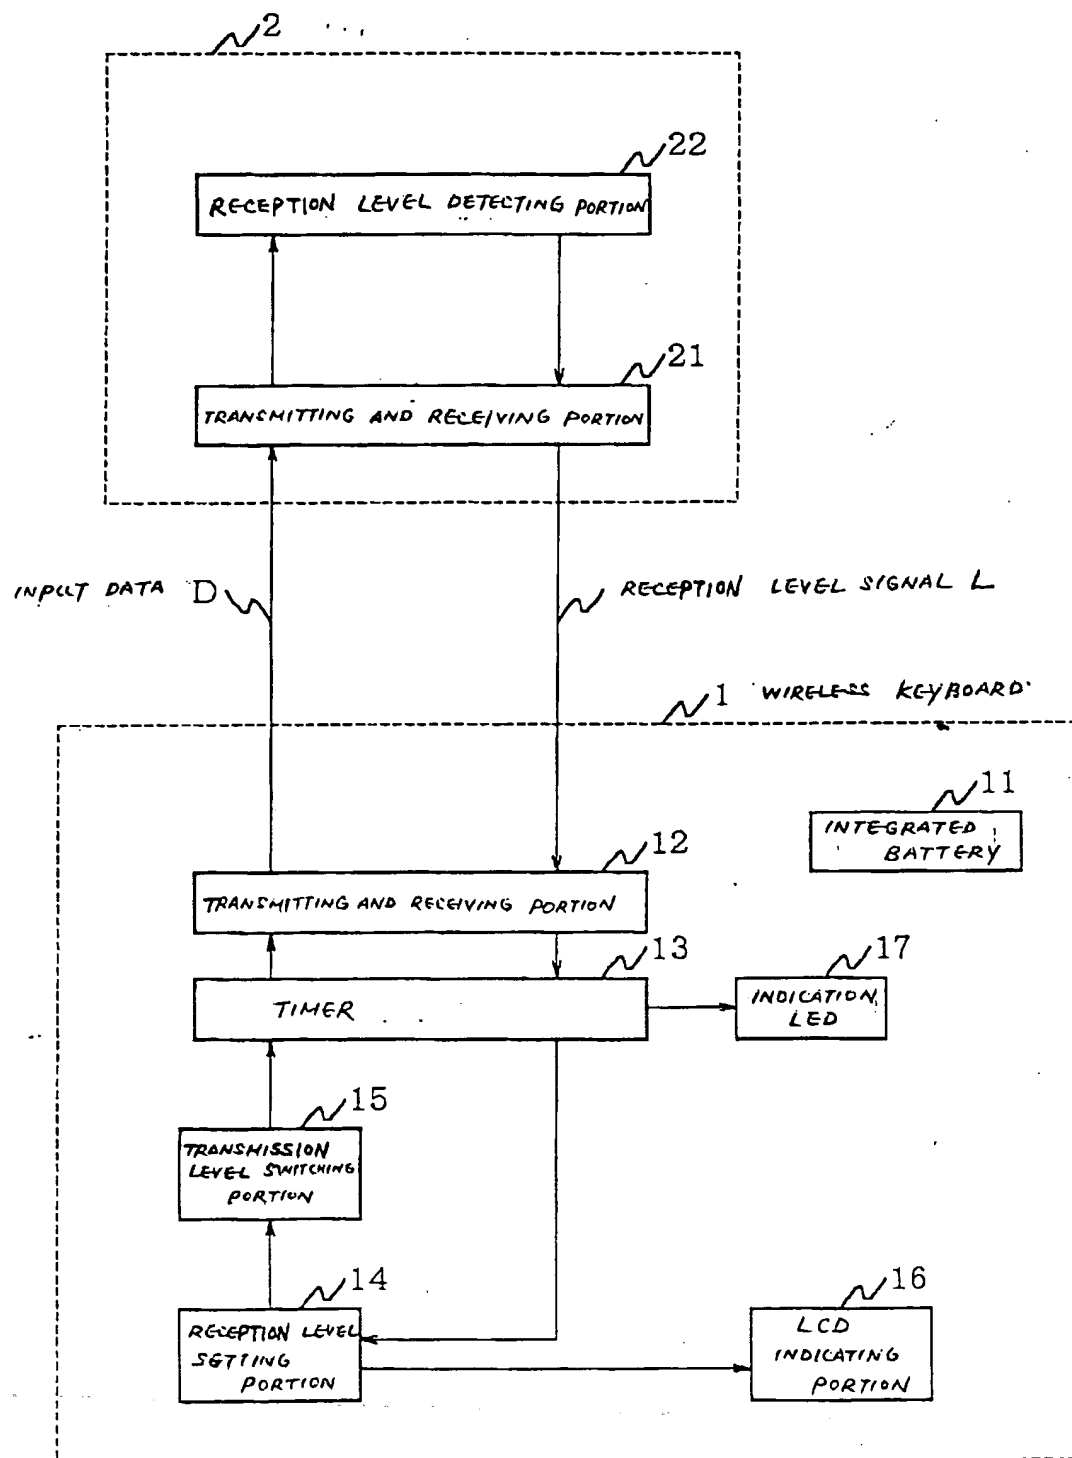 2
22
RECEPTION LEVEL DETECTING PORTION
21
TRANSMITTING AND RECEIVING PORTION
INPUT DATA D
RECEPTION LEVEL SIGNAL L
1 WIRELESS KEYBOARD
11
INTEGRATED
BATTERY
12
TRANSMITTING AND RECEIVING PORTION
13
TIMER
17
INDICATION
LED
15
TRANSMISSION
LEVEL SWITCHING
PORTION
14
RECEPTION LEVEL
SETTING
PORTION
16
LCD
INDICATING
PORTION